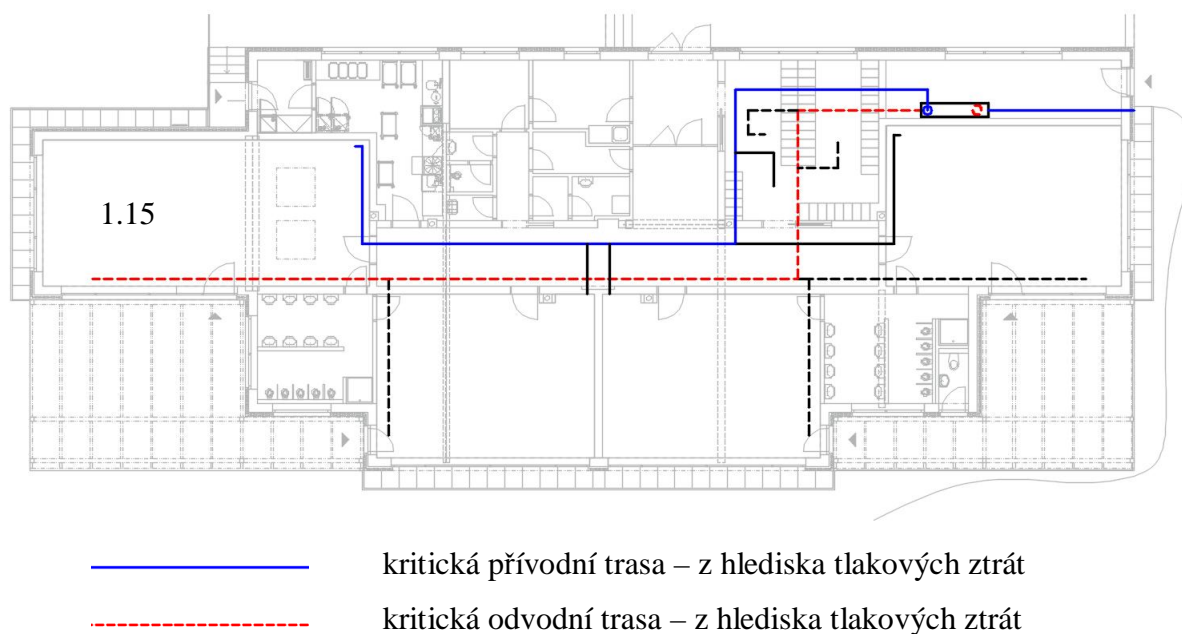 1.15
kritická přívodní trasa – z hlediska tlakových ztrát
kritická odvodní trasa – z hlediska tlakových ztrát